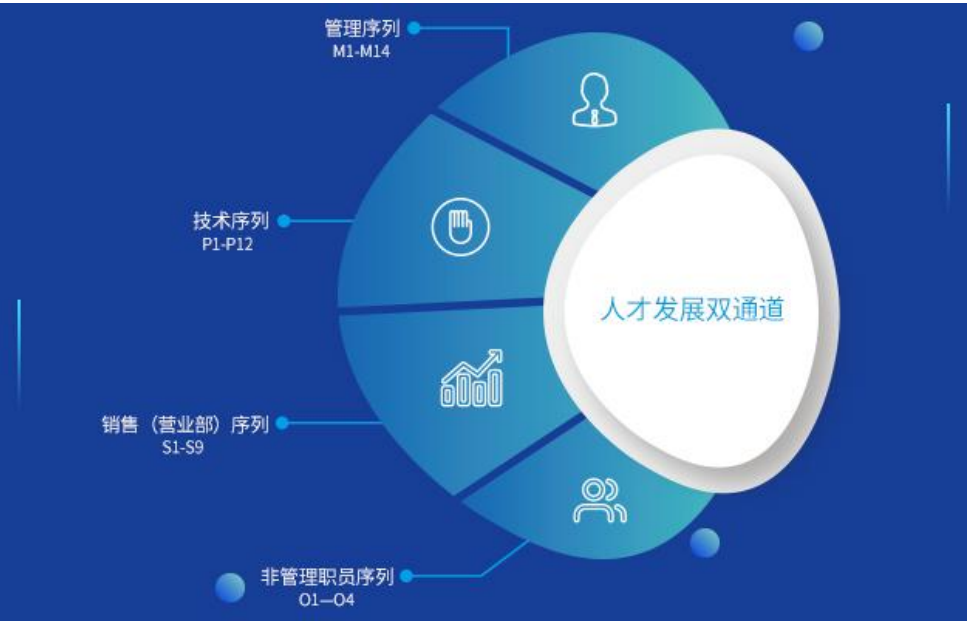 管理序列
M1-M14
技术序列
P1-P12
人才发展双通道
销售（营业部）序列
S1-S9
非管理职员序列
O1—O4